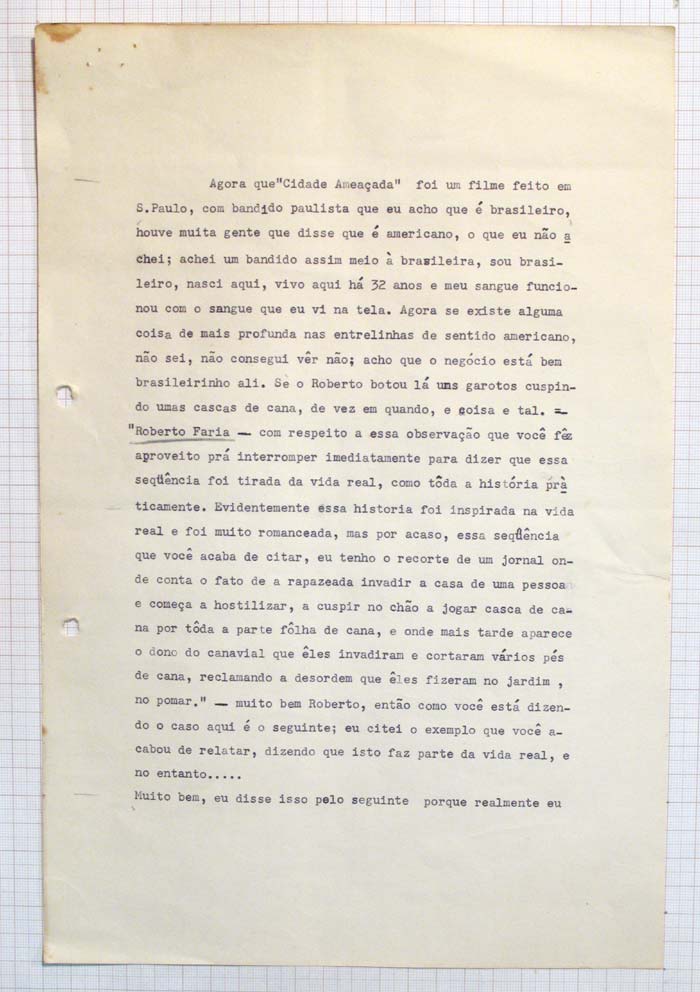 Agora que"Cidade Ameaçada" foi um filme feito em
S.Paulo, com bandido paulista que eu acho que é brasileiro,
houve muita gente que disse que é americano, o que eu não a
chei; achei um bandido assim meio à brasileira, sou brasi-
leiro, nasci aqui, vivo aqui há 32 anos e meu sangue funcio-
nou com o sangue que eu vi na tela. Agora se existe alguma
coisa de mais profunda nas entrelinhas de sentido americano,
não sei, não consegui vêr não; acho que o negócio está bem
brasileirinho ali. Se o Roberto botou lá uns garotos cuspin-
do umas cascas de cana, de vez em quando, e coisa e tal. =
"Roberto Faria — com respeito a essa observação que você fêz
aproveito prá interromper imediatamente para dizer que essa
seqüência foi tirada da vida real, como tôda a história prà
ticamente. Evidentemente essa historia foi inspirada na vida
real e foi muito romanceada, mas por acaso, essa seqüência
que você acaba de citar, eu tenho o recorte de um jornal on-
de conta o fato de a rapazeada invadir a casa de uma pessoa
e começa a hostilizar, a cuspir no chão a jogar casca de ca-
na por tôda a parte fôlha de cana, e onde mais tarde aparece
o dono do canavial que êles invadiram e cortaram vários pés
de cana, reclamando a desordem que êles fizeram no jardim ,
no pomar." — muito bem Roberto, então como você está dizen-
do o caso aqui é o seguinte; eu citei o exemplo que você a-
cabou de relatar, dizendo que isto faz parte da vida real, e
no entanto.....
Muito bem, eu disse isso pelo seguinte porque realmente eu